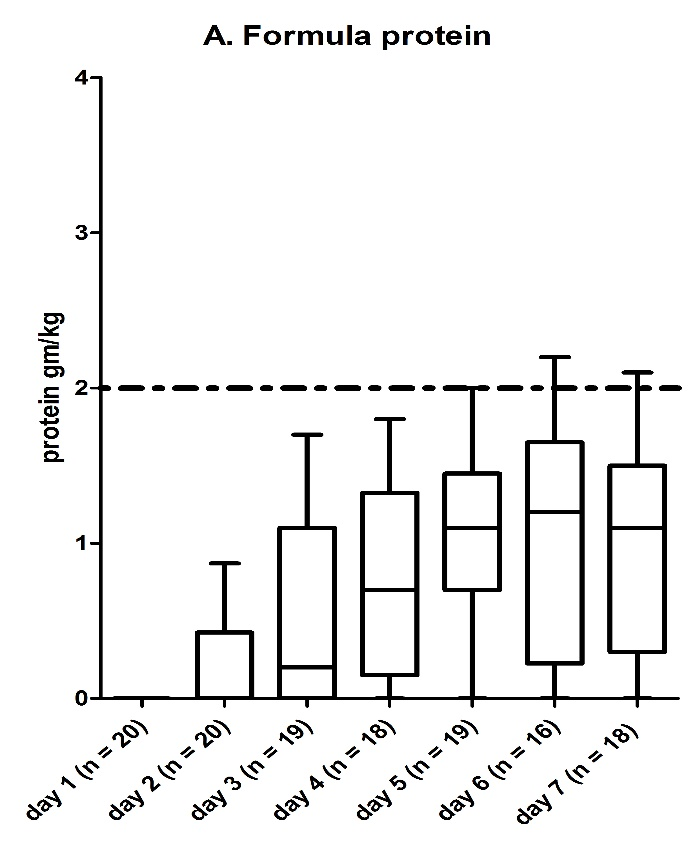 A. Formula protein
4
3
2
1
0
protein gm/kg
day 1 (n = 20)
day 2 (n = 20)
day 3 (n = 19)
day 4 (n = 18)
day 5 (n = 19)
day 6 (n = 16)
day 7 (n = 18)